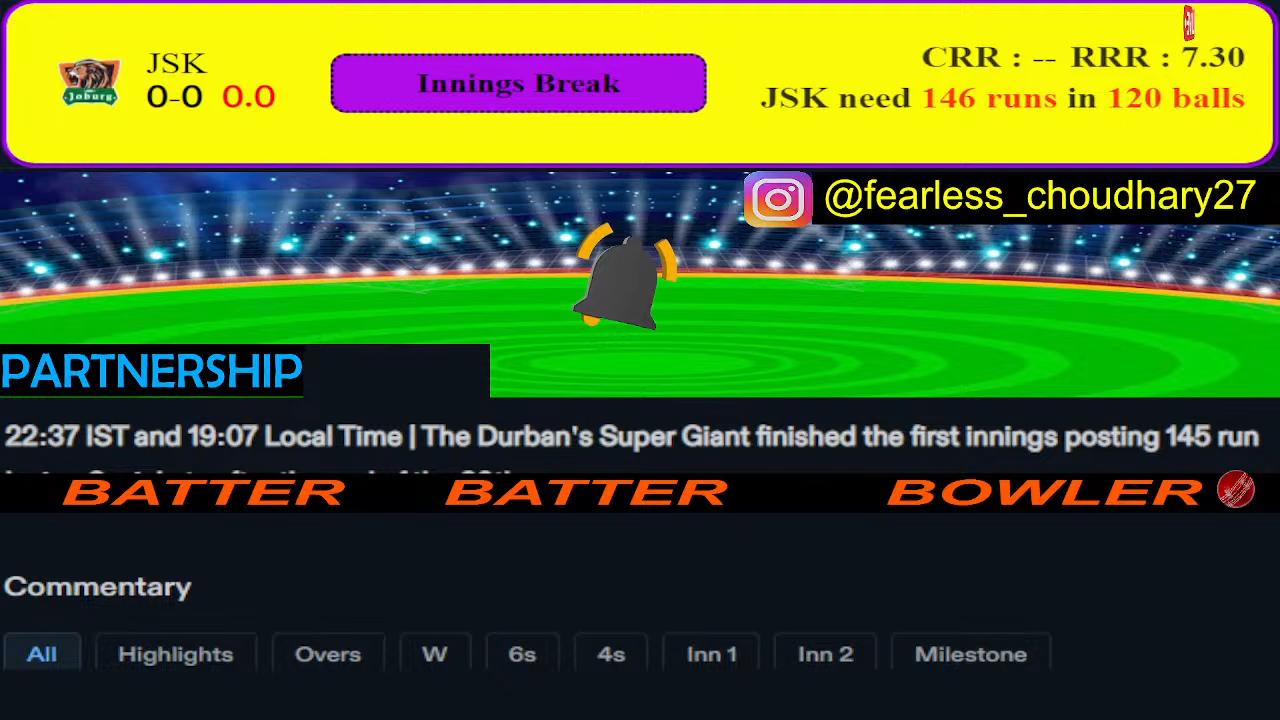 JSK
0-0 0.0
Joburg
Innings Break
CRR : -- RRR : 7.30
JSK need 146 runs in 120 balls
@fearless_choudhary27
PARTNERSHIP
22:37 IST and 19:07 Local Time | The Durban's Super Giant finished the first innings posting 145 run
BATTER BATTER BOWLER
Commentary
All Highlights Overs W 6s 4s Inn 1 Inn 2 Milestone